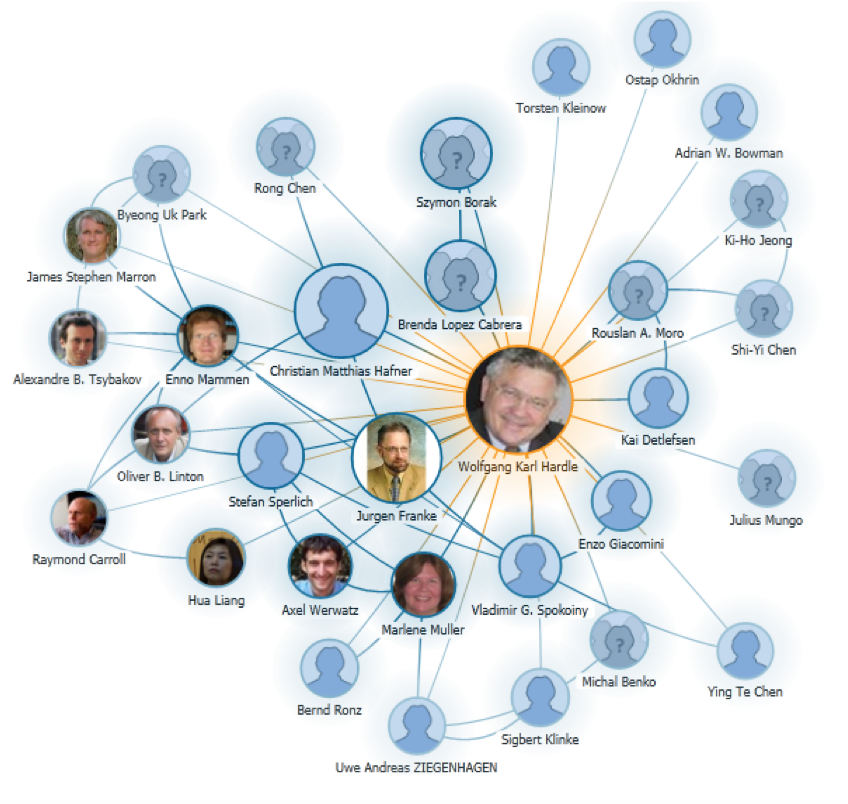 Ostap Okhrin
Torsten Kleinow
Adrian W. Bowman
Rong Chen
Szymon Borak
Byeong Uk Park
Ki-Ho Jeong
James Stephen Marron
Brenda Lopez Cabrera
Rouslan A. Moro
Shi-Yi Chen
Christian Matthias Hafner
Alexandre B. Tsybakov
Enno Mammen
Kai Detlefsen
Wolfgang Karl Hardle
Oliver B. Linton
Stefan Sperlich
Jurgen Franke
Julius Mungo
Enzo Giacomini
Raymond Carroll
Hua Liang
Axel Werwatz
Vladimir G. Spokoiny
Marlene Muller
Michal Benko
Ying Te Chen
Bernd Ronz
Sigbert Klinke
Uwe Andreas ZIEGENHAGEN